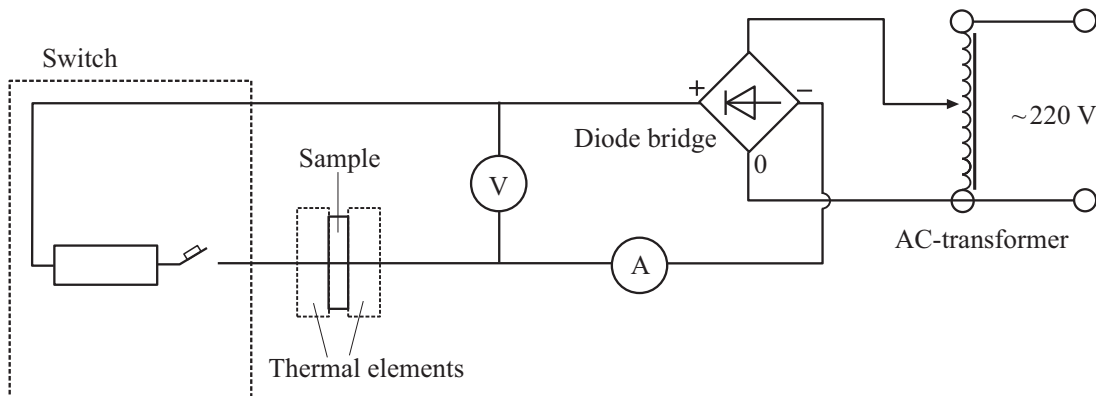 Switch
+
−
~220 V
Diode bridge
0
Sample
V
AC-transformer
A
Thermal elements